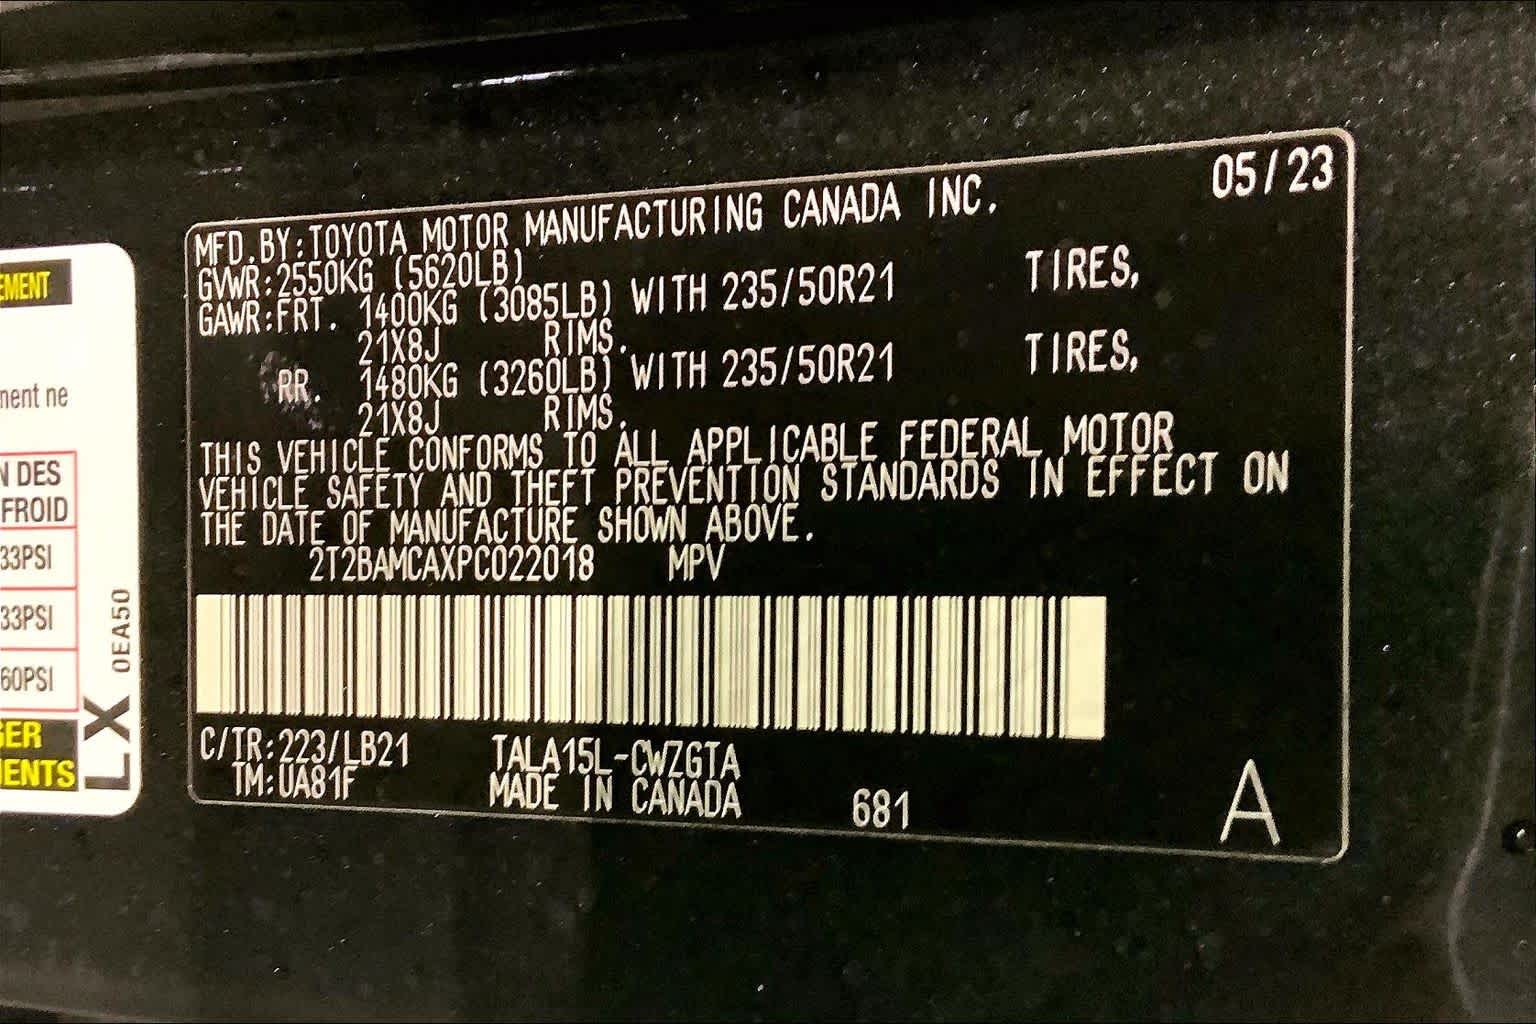 MFD.BY:TOYOTA MOTOR MANUFACTURING CANADA INC. 05/23
GVWR:2550KG (5620LB)
GAWR:FRT. 1400KG (3085LB) WITH 235/50R21 TIRES,
21X8J RIMS.
RR. 1480KG (3260LB) WITH 235/50R21 TIRES,
21X8J RIMS.
THIS VEHICLE CONFORMS TO ALL APPLICABLE FEDERAL MOTOR
VEHICLE SAFETY AND THEFT PREVENTION STANDARDS IN EFFECT ON
THE DATE OF MANUFACTURE SHOWN ABOVE.
2T2BAMCAXPC022018 MPV
C/TR:223/LB21 TALA15L-CWZGTA
TM:UA81F MADE IN CANADA 681 A
EMENT
ment ne
N DES
FROID
33PSI
33PSI
60PSI
GER
MENTS
LX 0EA50